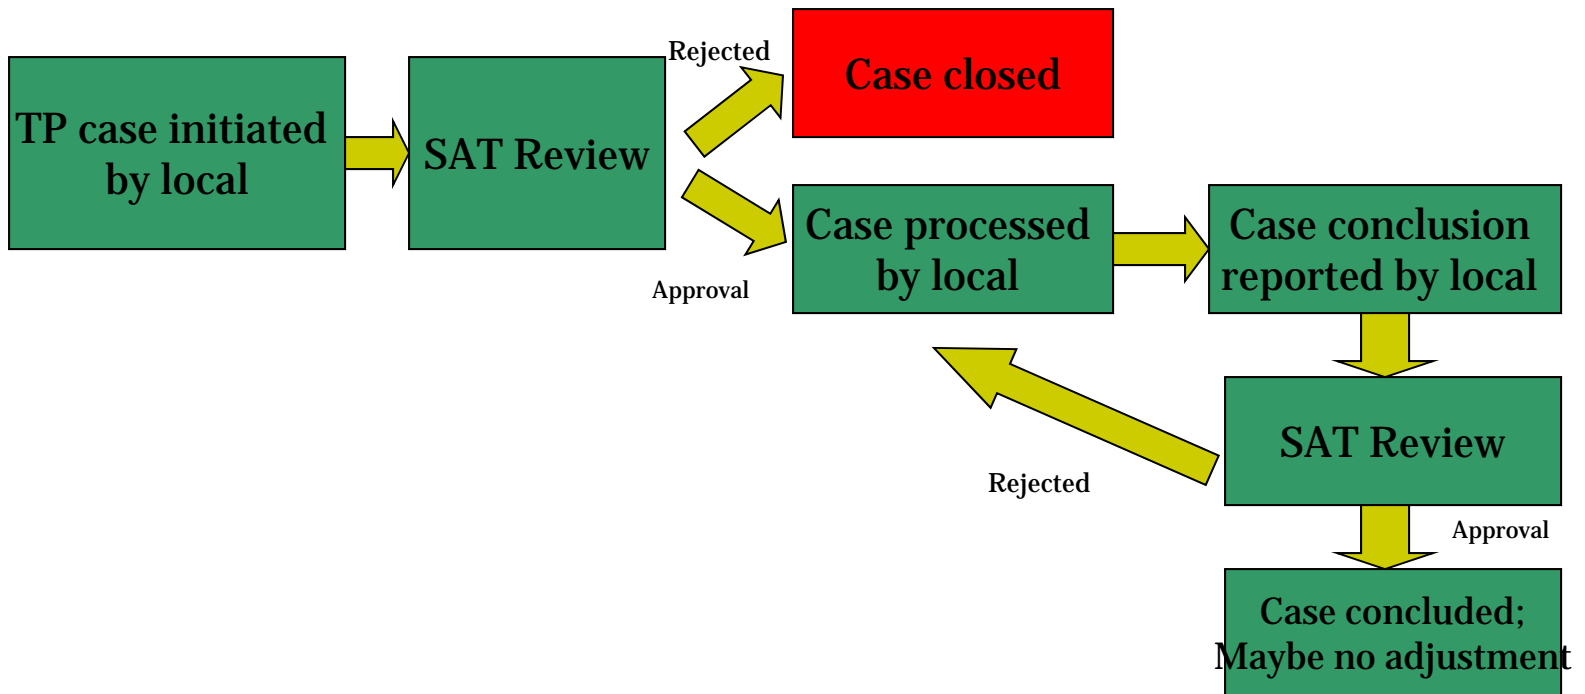 TP case initiated
by local
SAT Review
Rejected
Case closed
Approval
Case processed
by local
Case conclusion
reported by local
SAT Review
Rejected
Approval
Case concluded;
Maybe no adjustment